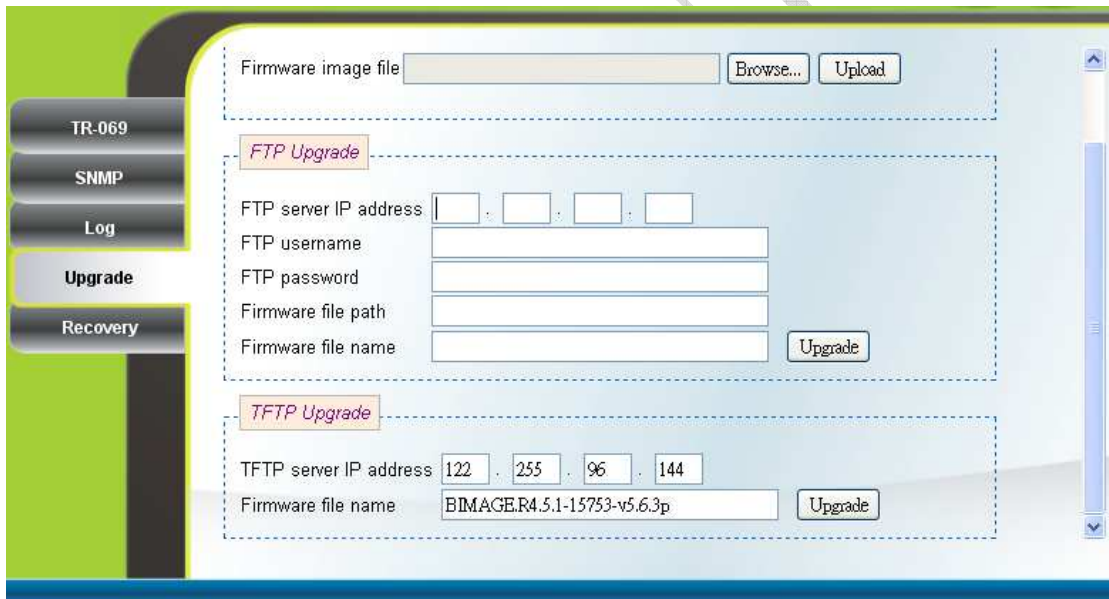 Firmware image file Browse... Upload
TR-069
SNMP
Log
Upgrade
Recovery
FTP Upgrade
FTP server IP address . . .
FTP username
FTP password
Firmware file path
Firmware file name Upgrade
TFTP Upgrade
TFTP server IP address 122 . 255 . 96 . 144
Firmware file name BIMAGE.R4.5.1-15753-v5.6.3p Upgrade